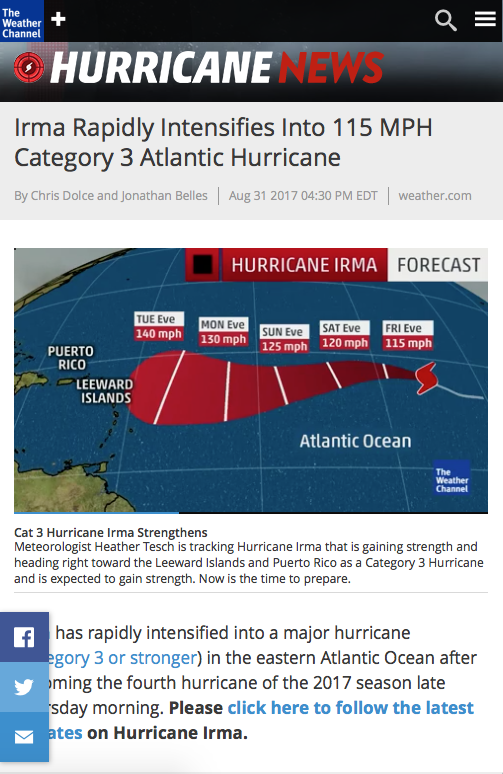 The
Weather
Channel
HURRICANE NEWS
Irma Rapidly Intensifies Into 115 MPH
Category 3 Atlantic Hurricane
By Chris Dolce and Jonathan Belles | Aug 31 2017 04:30 PM EDT | weather.com
HURRICANE IRMA FORECAST
TUE Eve
140 mph
MON Eve
130 mph
SUN Eve
125 mph
SAT Eve
120 mph
FRI Eve
115 mph
PUERTO
RICO
LEEWARD
ISLANDS
Atlantic Ocean
The
Weather
Channel
Cat 3 Hurricane Irma Strengthens
Meteorologist Heather Tesch is tracking Hurricane Irma that is gaining strength and
heading right toward the Leeward Islands and Puerto Rico as a Category 3 Hurricane
and is expected to gain strength. Now is the time to prepare.
has rapidly intensified into a major hurricane
egory 3 or stronger) in the eastern Atlantic Ocean after
oming the fourth hurricane of the 2017 season late
rsday morning. Please click here to follow the latest
ates on Hurricane Irma.